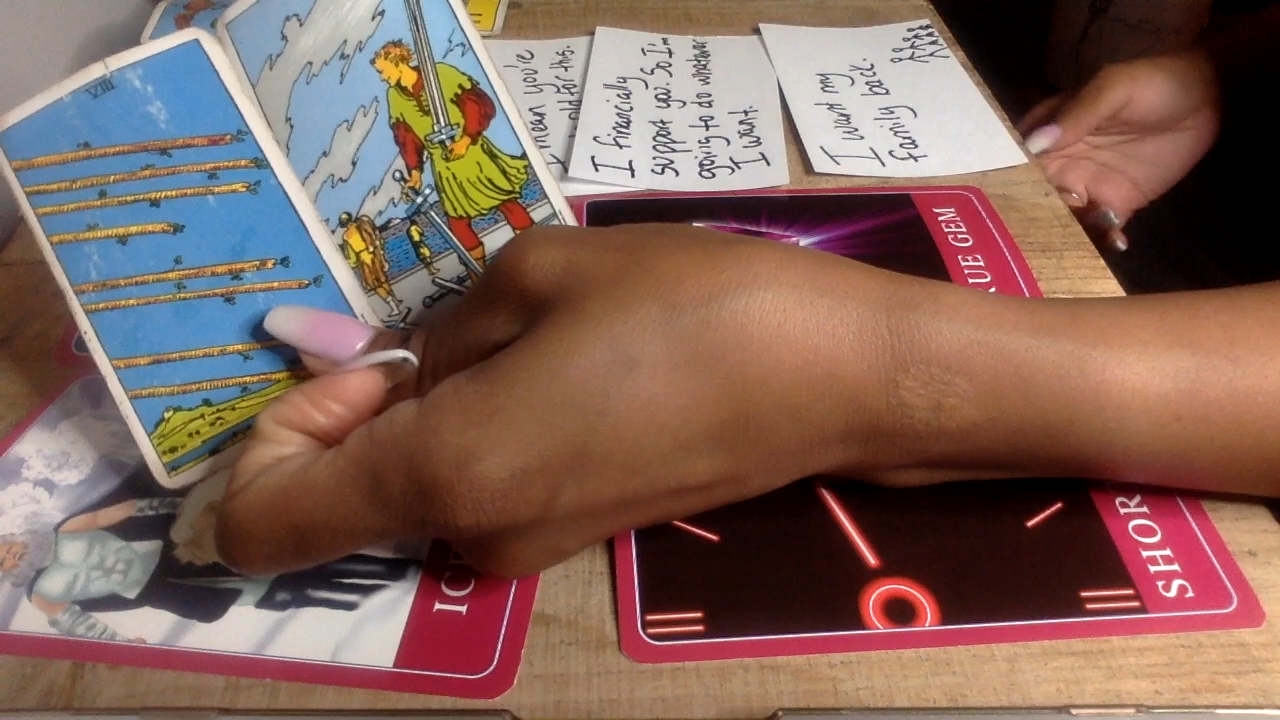 VIII
I mean you're
for this.
I financially
support you. So I'm
going to do whatever
I want.
I want my
family back.
UE GEM
SHOR
IC